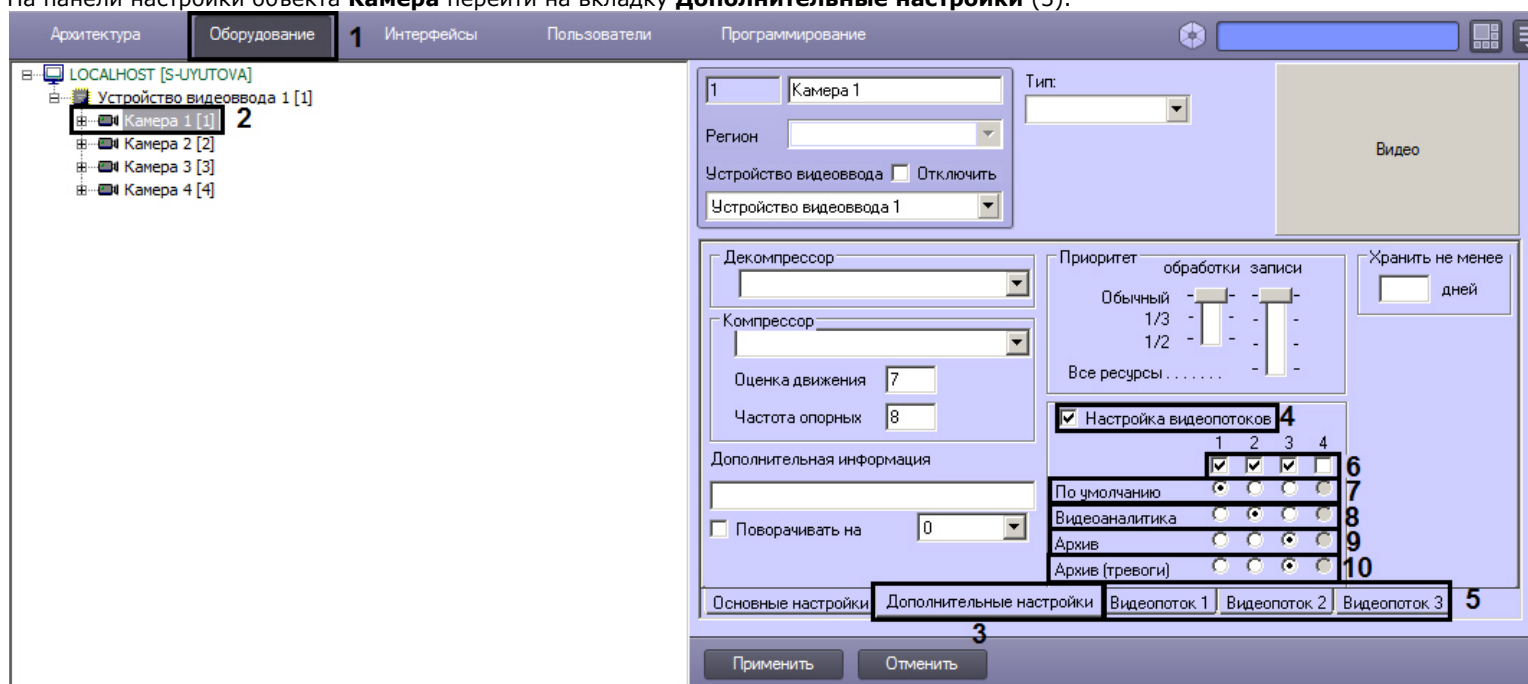 На панели настройки объекта Камера перейти на вкладку Дополнительные настройки (3).
Архитектура Оборудование 1 Интерфейсы Пользователи Программирование
LOCALHOST [S-UYUTOVA]
Устройство видеоввода 1 [1]
Камера 1 [1] 2
Камера 2 [2]
Камера 3 [3]
Камера 4 [4]
1 Камера 1
Тип:
Регион
Устройство видеоввода Отключить
Устройство видеоввода 1
Видео
Декомпрессор
Компрессор
Оценка движения 7
Частота опорных 8
Дополнительная информация
Поворачивать на 0
Приоритет
обработки записи
Обычный
1/3
1/2
Все ресурсы.......
Хранить не менее
дней
Настройка видеопотоков 4
1 2 3 4
6
По умолчанию 7
Видеоаналитика 8
Архив 9
Архив (тревоги) 10
Основные настройки Дополнительные настройки Видеопоток 1 Видеопоток 2 Видеопоток 3 5
3
Применить Отменить